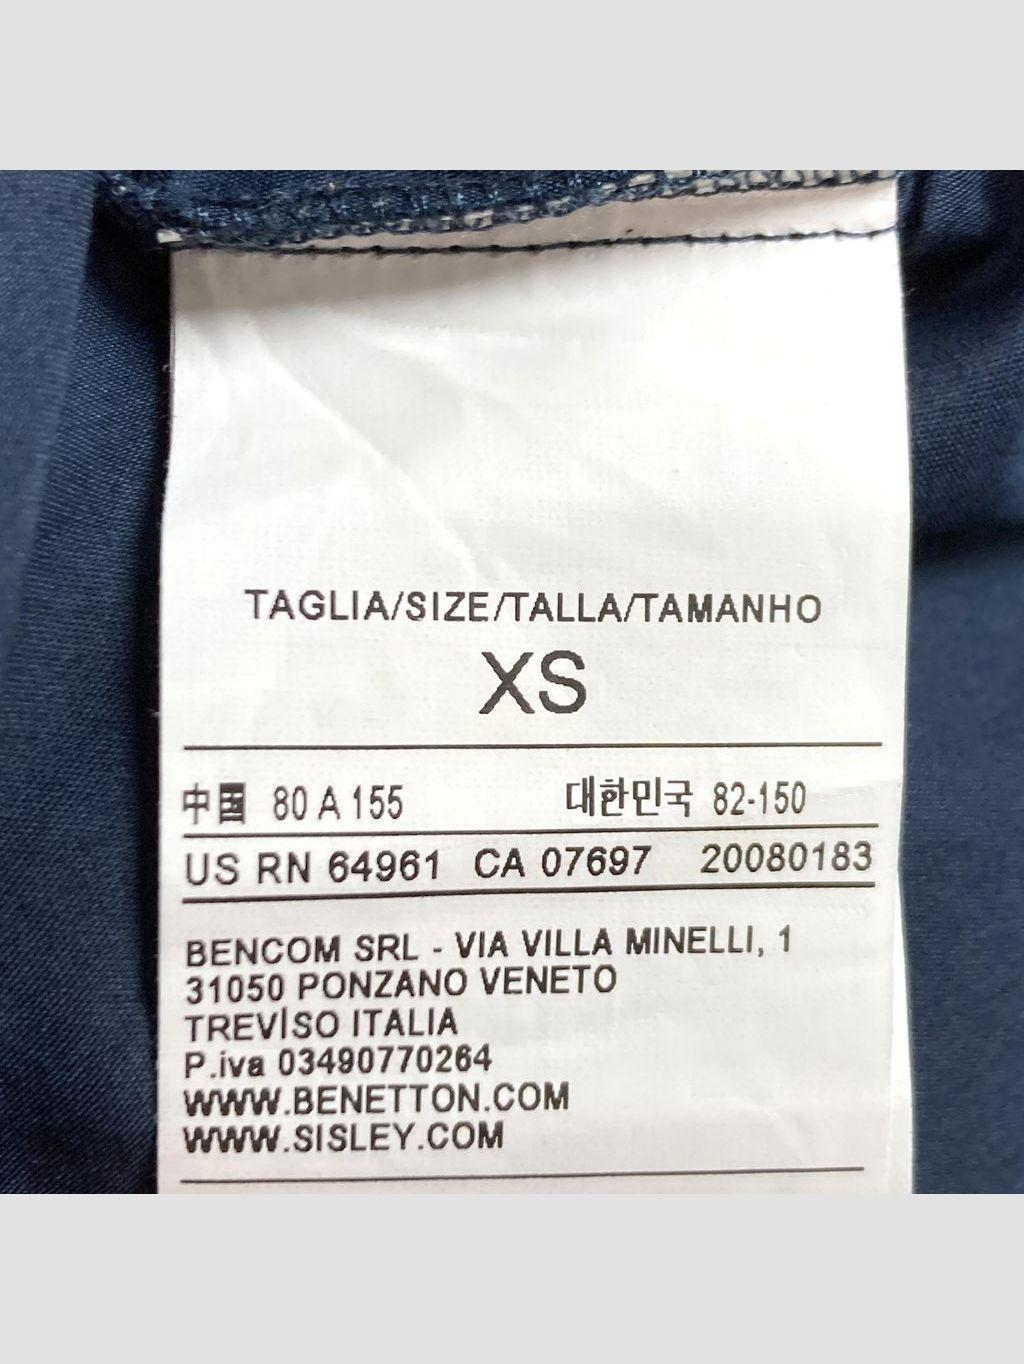 TAGLIA/SIZE/TALLA/TAMANHO
XS
中国 80 A 155 대한민국 82-150
US RN 64961 CA 07697 20080183
BENCOM SRL - VIA VILLA MINELLI, 1
31050 PONZANO VENETO
TREVISO ITALIA
P.iva 03490770264
WWW.BENETTON.COM
WWW.SISLEY.COM